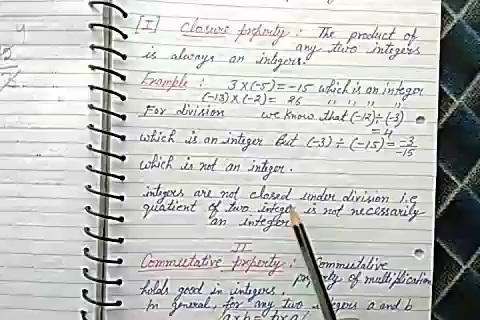 [I] Closure property : The product of
any two integers
is always an integers.
Example : 3 x (-5) = -15 which is an integer
(-13) x (-2) = 26 " " " "
For division we know that (-12) ÷ (-3)
= 4
which is an integer But (-3) ÷ (-15) = -3/-15
which is not an integer.
integers are not closed under division i.e
quatient of two intege is not necessarily
an integer
II
Commutative property : Commutative
property of multiplication
holds good in integers.
In general, for any two integers a and b
(axb = bxa)